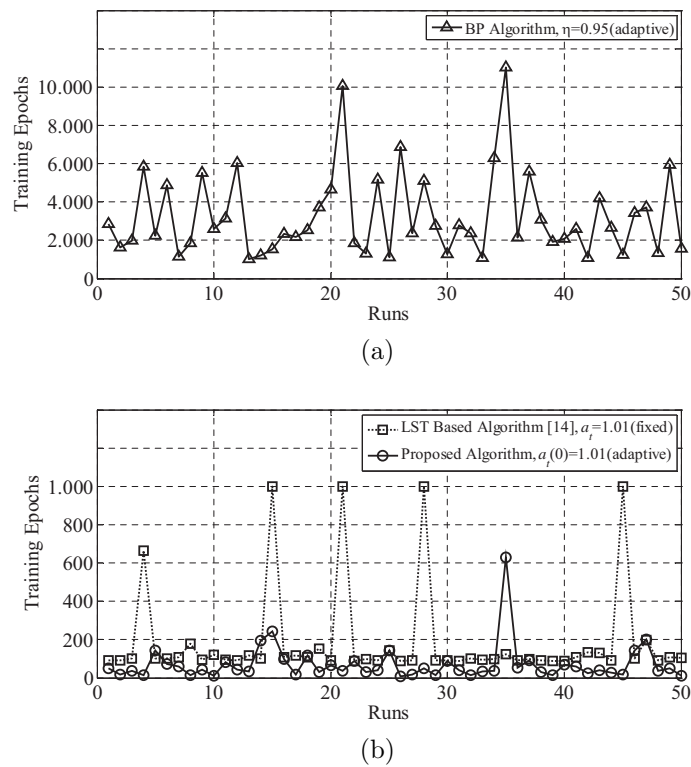 BP Algorithm, η=0.95(adaptive)
Training Epochs
10.000
8.000
6.000
4.000
2.000
0
0 10 20 30 40 50
Runs
(a)
LST Based Algorithm [14], a_t=1.01(fixed)
Proposed Algorithm, a_t(0)=1.01(adaptive)
Training Epochs
1.000
800
600
400
200
0
0 10 20 30 40 50
Runs
(b)